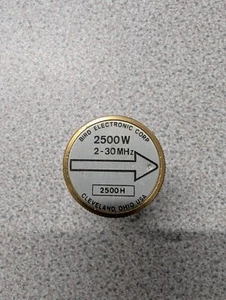 BIRD ELECTRONIC CORP
2500W
2-30MHz
2500H
CLEVELAND, OHIO, USA